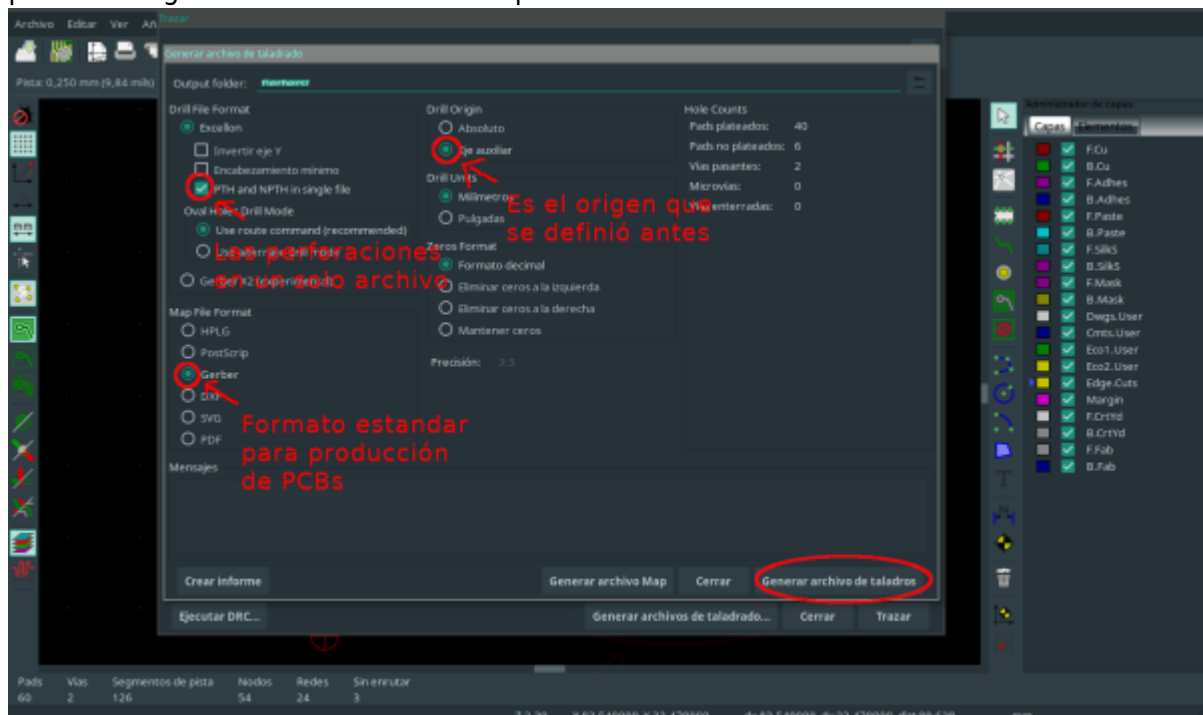 Archivo Editar Ver
Trazar
Generar archivo de taladrado
Pista: 0,250 mm (9,84 mils)
Output folder:
Drill File Format
Excellon
Invertir eje Y
Encabezamiento mínimo
PTH and NPTH in single file
Oval Holes Drill Mode
Use route command (recommended)
Las perforaciones
en un solo archivo
Map File Format
HPLG
PostScrip
Gerber
DXF
SVG
PDF
Formato estandar
para producción
de PCBs
Drill Origin
Absoluto
Eje auxiliar
Drill Units
Milímetros
Pulgadas
Es el origen que
se definió antes
Zeros Format
Formato decimal
Eliminar ceros a la izquierda
Eliminar ceros a la derecha
Mantener ceros
Precisión: 3:3
Hole Counts
Pads plateados: 40
Pads no plateados: 6
Vías pasantes: 2
Microvías: 0
enterradas: 0
Mensajes
Crear informe Generar archivo Map Cerrar Generar archivo de taladros
Ejecutar DRC... Generar archivos de taladrado... Cerrar Trazar
Administrador de capas
Capas Elementos
F.Cu
B.Cu
F.Adhes
B.Adhes
F.Paste
B.Paste
F.SilkS
B.SilkS
F.Mask
B.Mask
Dwgs.User
Cmts.User
Eco1.User
Eco2.User
Edge.Cuts
Margin
F.CrtYd
B.CrtYd
F.Fab
B.Fab
Pads Vías Segmentos de pista Nodos Redes Sin enrutar
60 2 126 54 24 3